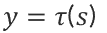 y = τ(s)